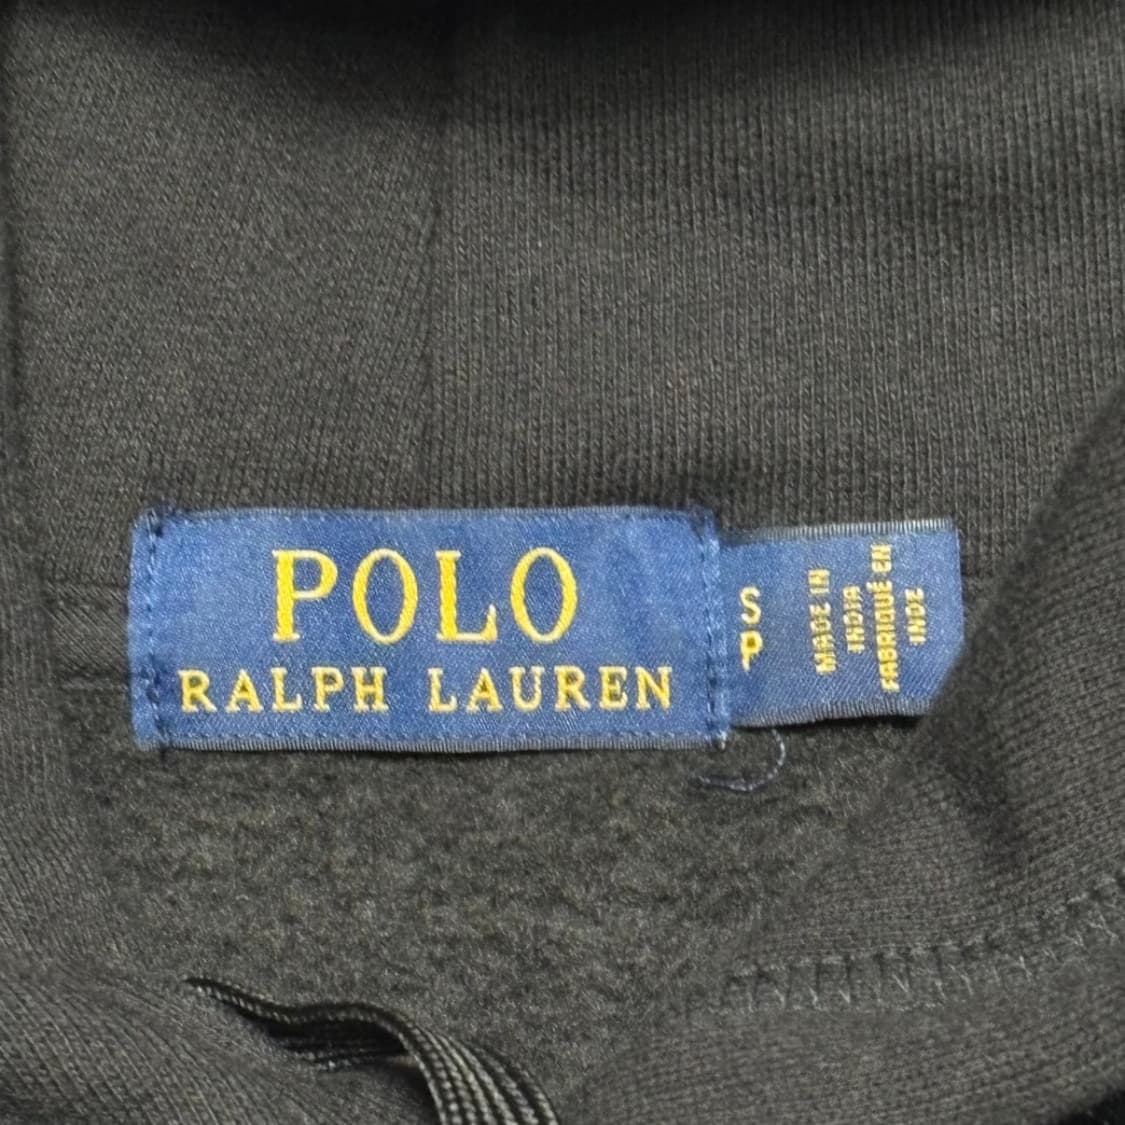 POLO
RALPH LAUREN
S
P
MADE IN
INDIA
FABRIQUÉ EN
INDE